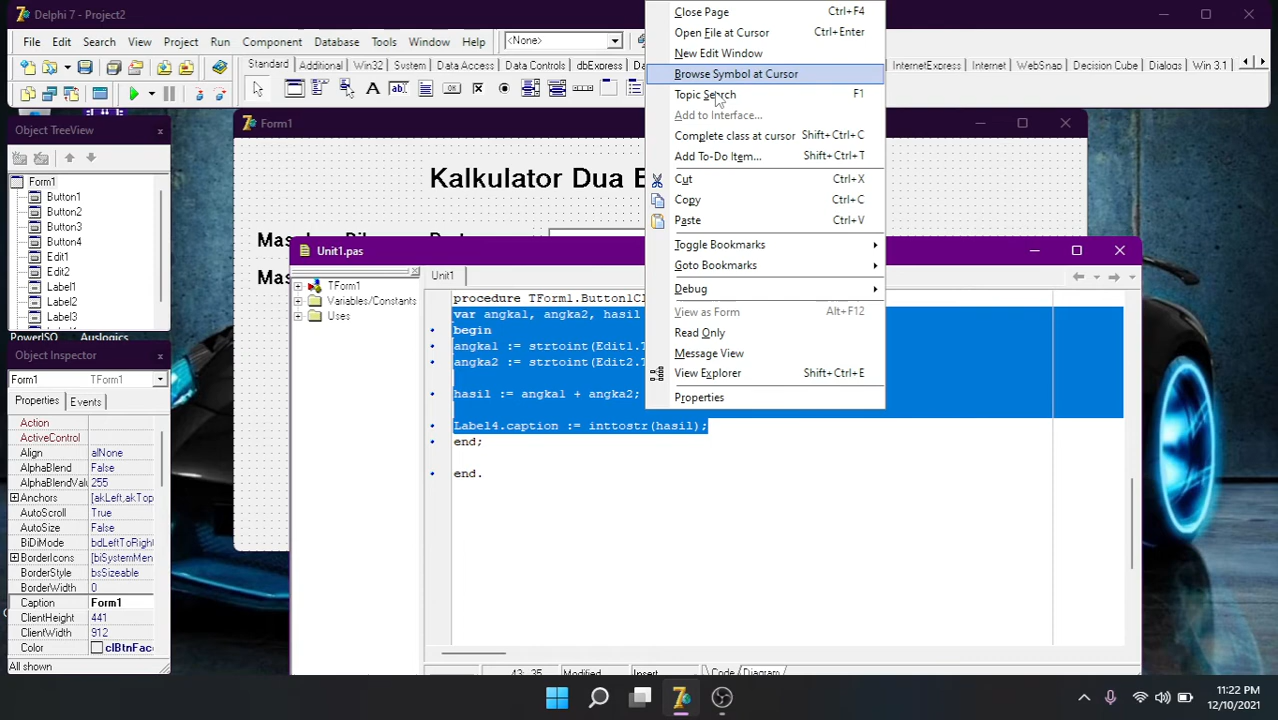 Delphi 7 - Project2
File Edit Search View Project Run Component Database Tools Window Help <None>
Standard Additional Win32 System Data Access Data Controls dbExpress InternetExpress Internet WebSnap Decision Cube Dialogs Win 3.1
Close Page Ctrl+F4
Open File at Cursor Ctrl+Enter
New Edit Window
Browse Symbol at Cursor
Topic Search F1
Add to Interface...
Complete class at cursor Shift+Ctrl+C
Add To-Do Item... Shift+Ctrl+T
Cut Ctrl+X
Copy Ctrl+C
Paste Ctrl+V
Toggle Bookmarks
Goto Bookmarks
Debug
View as Form Alt+F12
Read Only
Message View
View Explorer Shift+Ctrl+E
Properties
Object TreeView
Form1
Button1
Button2
Button3
Button4
Edit1
Edit2
Label1
Label2
Label3
PowerISO Auslogics
Form1
Kalkulator Dua B
Unit1.pas
TForm1
Variables/Constants
Uses
Unit1
procedure TForm1.Button1Cl
var angka1, angka2, hasil
begin
angka1 := strtoint(Edit1.T
angka2 := strtoint(Edit2.T
hasil := angka1 + angka2;
Label4.caption := inttostr(hasil);
end;
end.
43: 35 Modified Insert Code Diagram
Object Inspector
Form1 TForm1
Properties Events
Action
ActiveControl
Align alNone
AlphaBlend False
AlphaBlendValu 255
Anchors [akLeft,akTop
AutoScroll True
AutoSize False
BiDiMode bdLeftToRight
BorderIcons [biSystemMen
BorderStyle bsSizeable
BorderWidth 0
Caption Form1
ClientHeight 441
ClientWidth 912
Color clBtnFac
All shown
11:22 PM
12/10/2021